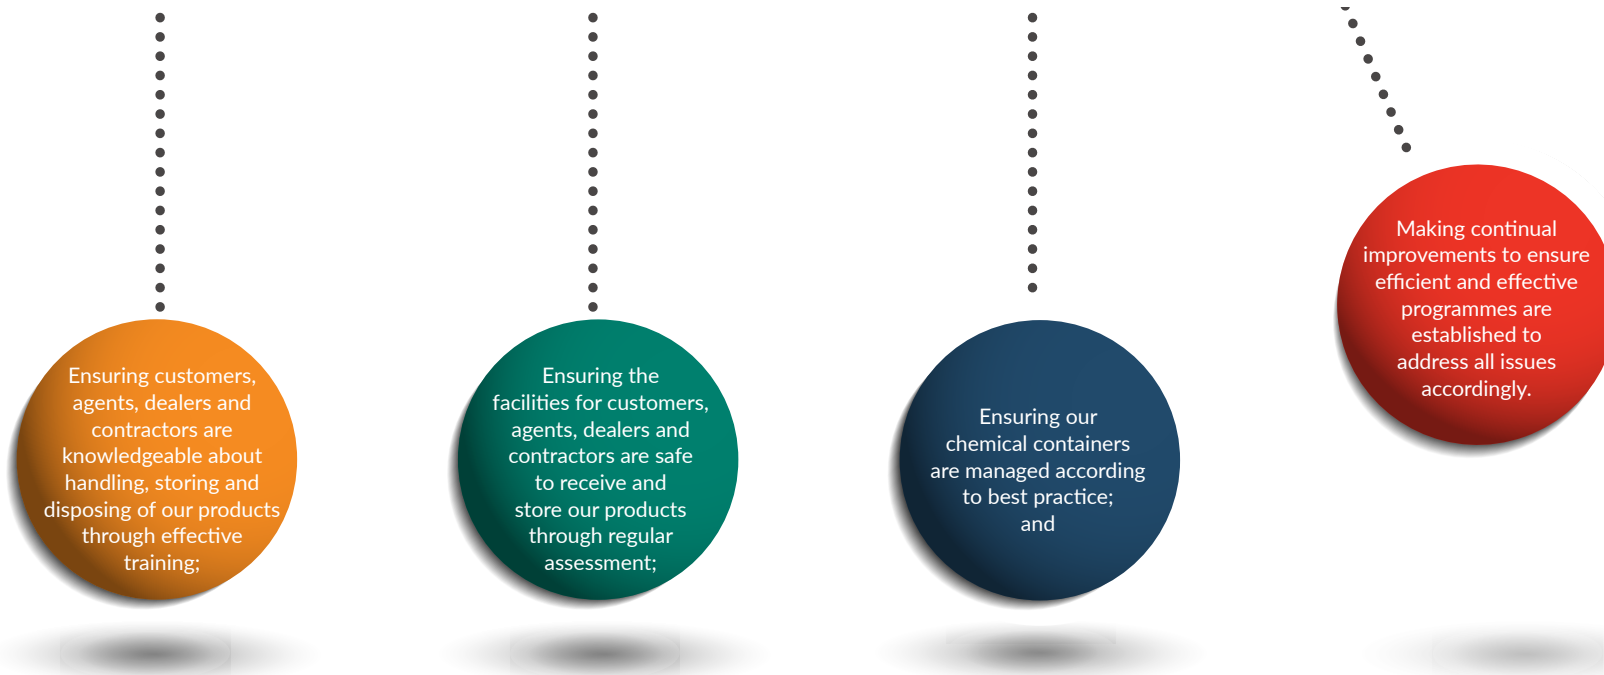 Ensuring customers,
agents, dealers and
contractors are
knowledgeable about
handling, storing and
disposing of our products
through effective
training;
Ensuring the
facilities for customers,
agents, dealers and
contractors are safe
to receive and
store our products
through regular
assessment;
Ensuring our
chemical containers
are managed according
to best practice;
and
Making continual
improvements to ensure
efficient and effective
programmes are
established to
address all issues
accordingly.